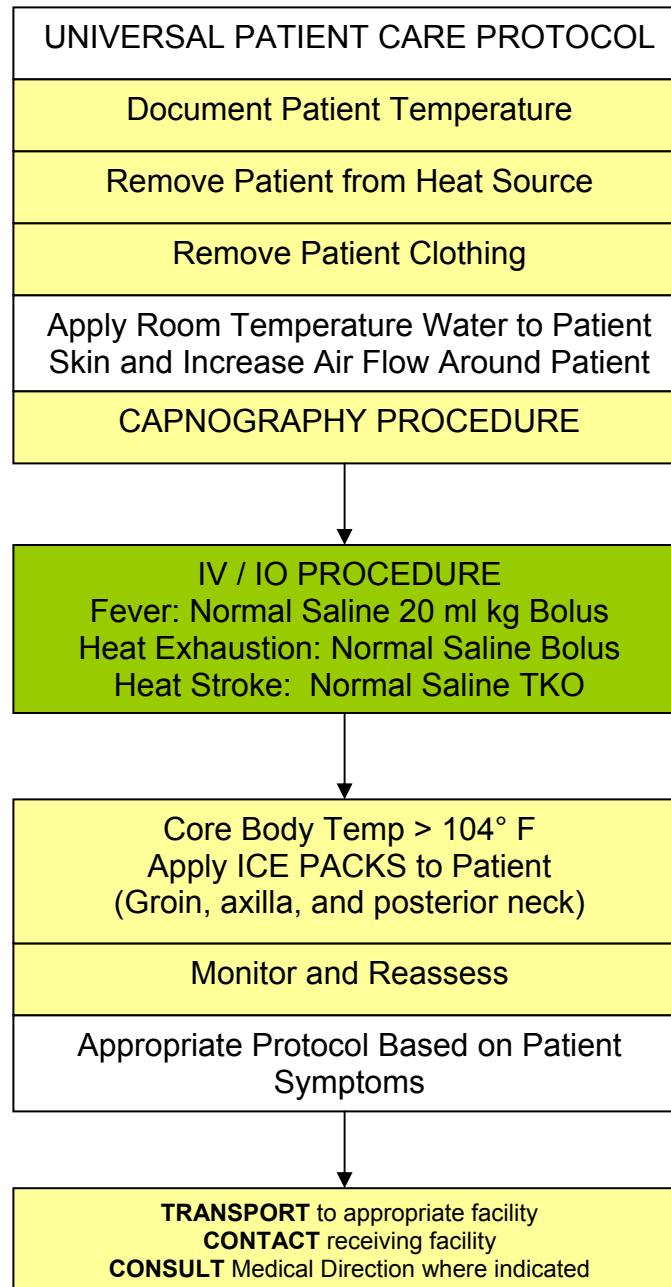 UNIVERSAL PATIENT CARE PROTOCOL
Document Patient Temperature
Remove Patient from Heat Source
Remove Patient Clothing
Apply Room Temperature Water to Patient
Skin and Increase Air Flow Around Patient
CAPNOGRAPHY PROCEDURE
IV / IO PROCEDURE
Fever: Normal Saline 20 ml kg Bolus
Heat Exhaustion: Normal Saline Bolus
Heat Stroke:  Normal Saline TKO
Core Body Temp > 104° F
Apply ICE PACKS to Patient
(Groin, axilla, and posterior neck)
Monitor and Reassess
Appropriate Protocol Based on Patient
Symptoms
TRANSPORT to appropriate facility
CONTACT receiving facility
CONSULT Medical Direction where indicated